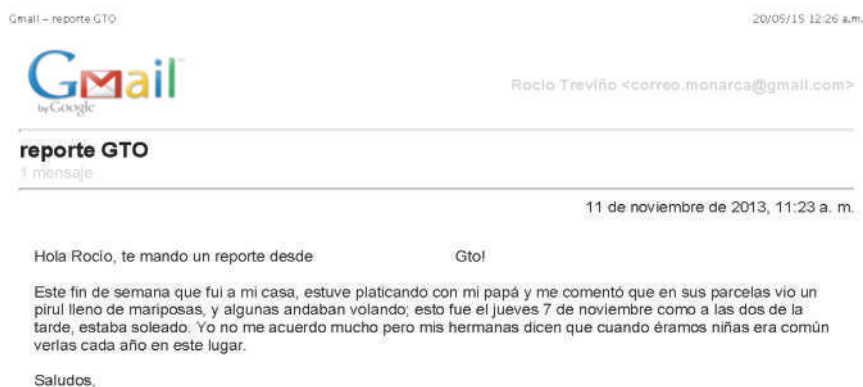 Gmail – reporte GTO 20/05/15 12:26 a.m.
Gmail
by Google
Rocio Treviño <correo.monarca@gmail.com>
reporte GTO
1 mensaje
11 de noviembre de 2013, 11:23 a. m.
Hola Rocio, te mando un reporte desde Gto!
Este fin de semana que fui a mi casa, estuve platicando con mi papá y me comentó que en sus parcelas vio un
pirul lleno de mariposas, y algunas andaban volando; esto fue el jueves 7 de noviembre como a las dos de la
tarde, estaba soleado. Yo no me acuerdo mucho pero mis hermanas dicen que cuando éramos niñas era común
verlas cada año en este lugar.
Saludos,